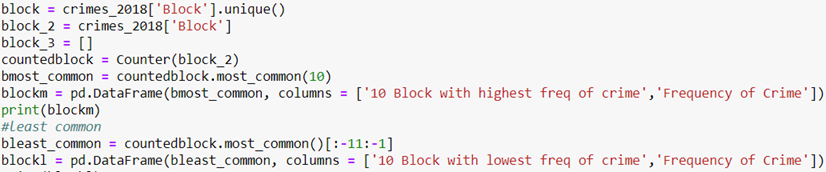 block = crimes_2018['Block'].unique()
block_2 = crimes_2018['Block']
block_3 = []
countedblock = Counter(block_2)
bmost_common = countedblock.most_common(10)
blockm = pd.DataFrame(bmost_common, columns = ['10 Block with highest freq of crime','Frequency of Crime'])
print(blockm)
#least common
bleast_common = countedblock.most_common()[:-11:-1]
blockl = pd.DataFrame(bleast_common, columns = ['10 Block with lowest freq of crime','Frequency of Crime'])